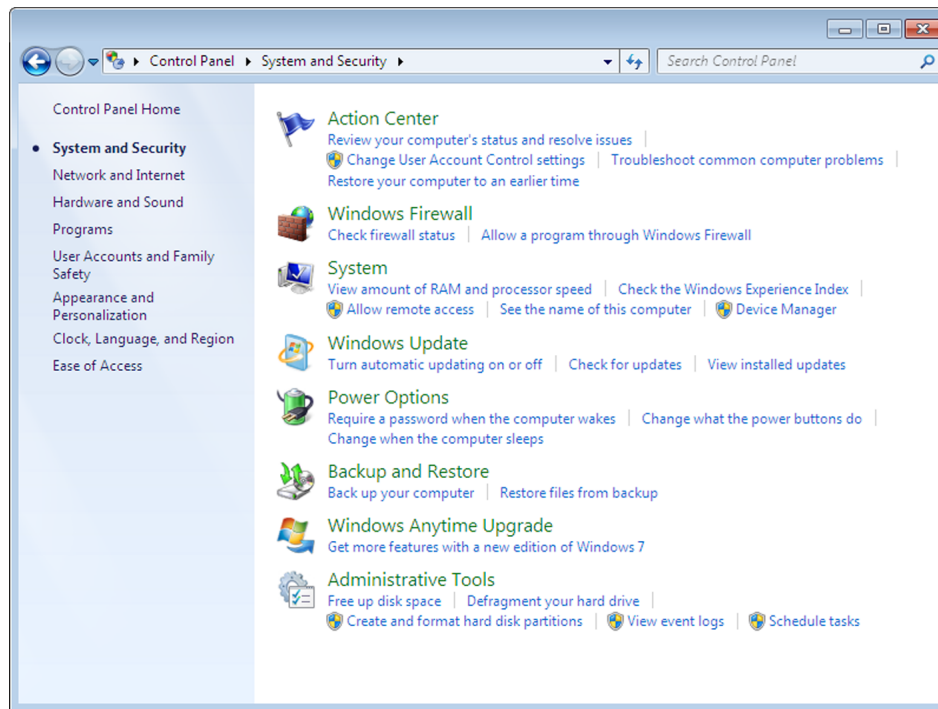 Control Panel System and Security
Search Control Panel
Control Panel Home
System and Security
Network and Internet
Hardware and Sound
Programs
User Accounts and Family
Safety
Appearance and
Personalization
Clock, Language, and Region
Ease of Access
Action Center
Review your computer's status and resolve issues
Change User Account Control settings Troubleshoot common computer problems
Restore your computer to an earlier time
Windows Firewall
Check firewall status Allow a program through Windows Firewall
System
View amount of RAM and processor speed Check the Windows Experience Index
Allow remote access See the name of this computer Device Manager
Windows Update
Turn automatic updating on or off Check for updates View installed updates
Power Options
Require a password when the computer wakes Change what the power buttons do
Change when the computer sleeps
Backup and Restore
Back up your computer Restore files from backup
Windows Anytime Upgrade
Get more features with a new edition of Windows 7
Administrative Tools
Free up disk space Defragment your hard drive
Create and format hard disk partitions View event logs Schedule tasks